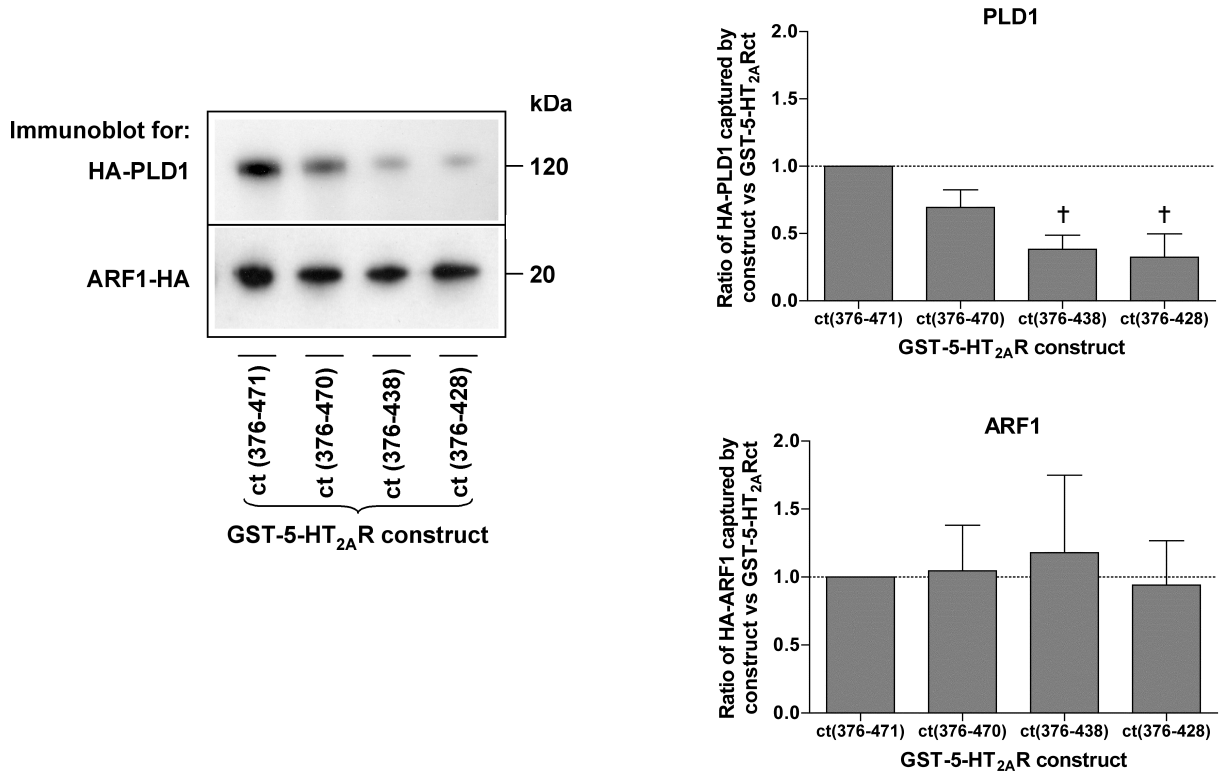 Immunoblot for:
kDa
HA-PLD1
120
ARF1-HA
20
ct (376-471)
ct (376-470)
ct (376-438)
ct (376-428)
GST-5-HT2AR construct
PLD1
Ratio of HA-PLD1 captured by
construct vs GST-5-HT2ARct
2.0
1.5
1.0
0.5
0.0
† †
ct(376-471) ct(376-470) ct(376-438) ct(376-428)
GST-5-HT2AR construct
ARF1
Ratio of HA-ARF1 captured by
construct vs GST-5-HT2ARct
2.0
1.5
1.0
0.5
0.0
ct(376-471) ct(376-470) ct(376-438) ct(376-428)
GST-5-HT2AR construct